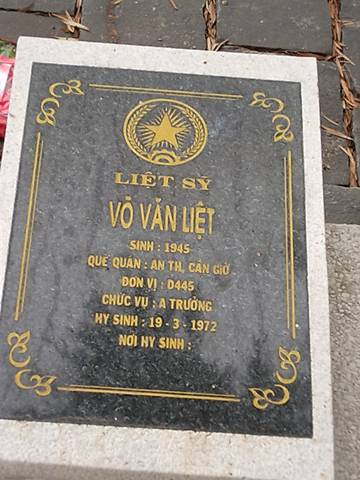 LIỆT SỸ
VÕ VĂN LIỆT
SINH : 1945
QUÊ QUÁN : AN TH, CẦN GIỜ
ĐƠN VỊ : D445
CHỨC VỤ : A TRƯỞNG
HY SINH : 19 - 3 - 1972
NƠI HY SINH :